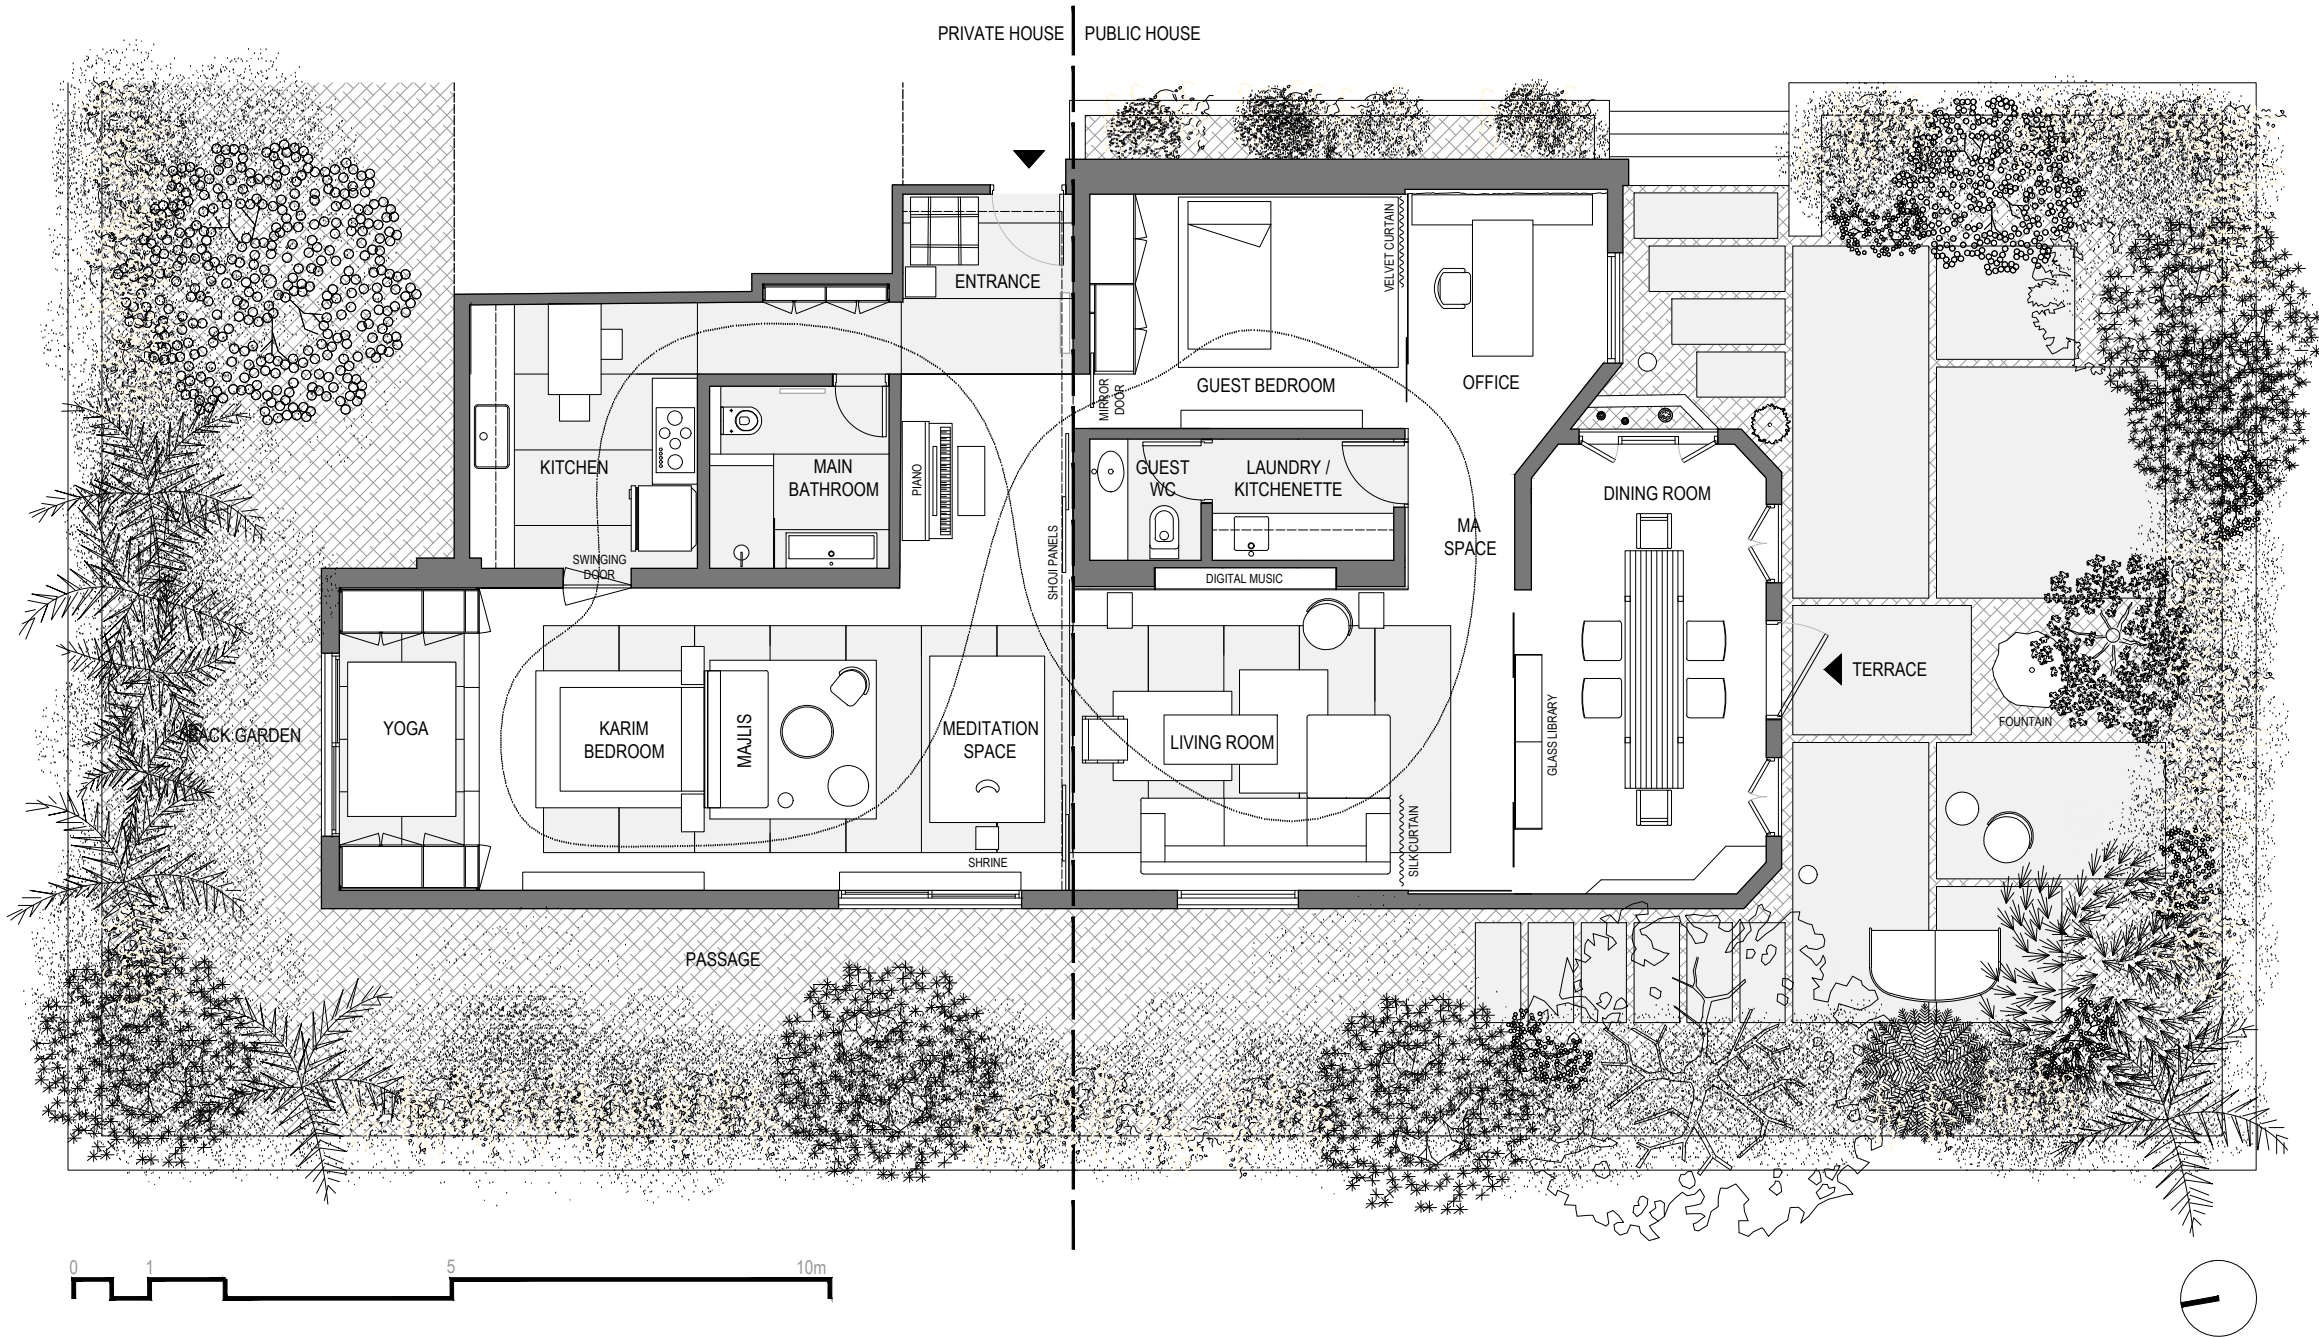 PRIVATE HOUSE
PUBLIC HOUSE
ENTRANCE
VELVET CURTAIN
MIRROR
DOOR
GUEST BEDROOM
OFFICE
KITCHEN
MAIN
BATHROOM
PIANO
GUEST
WC
LAUNDRY /
KITCHENETTE
DINING ROOM
MA
SPACE
SWINGING
DOOR
SHOJI PANELS
DIGITAL MUSIC
TERRACE
FOUNTAIN
BACK GARDEN
YOGA
KARIM
BEDROOM
MAJLIS
MEDITATION
SPACE
LIVING ROOM
GLASS LIBRARY
SHRINE
SILK CURTAIN
PASSAGE
0 1 5 10m